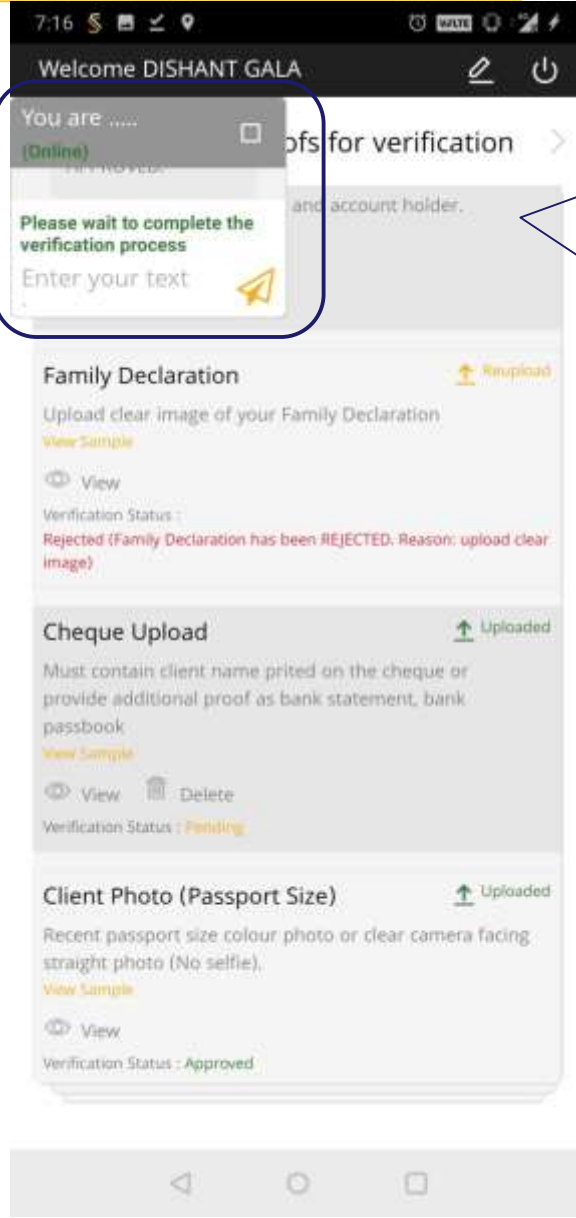 7:16
VoLTE
Welcome DISHANT GALA
You are .....
(Online)
ofs for verification
APPROVED.
and account holder.
Please wait to complete the
verification process
Enter your text
Family Declaration
Reupload
Upload clear image of your Family Declaration
View Sample
View
Verification Status :
Rejected (Family Declaration has been REJECTED. Reason: upload clear
image)
Cheque Upload
Uploaded
Must contain client name prited on the cheque or
provide additional proof as bank statement, bank
passbook
View Sample
View Delete
Verification Status : Pending
Client Photo (Passport Size)
Uploaded
Recent passport size colour photo or clear camera facing
straight photo (No selfie).
View Sample
View
Verification Status : Approved